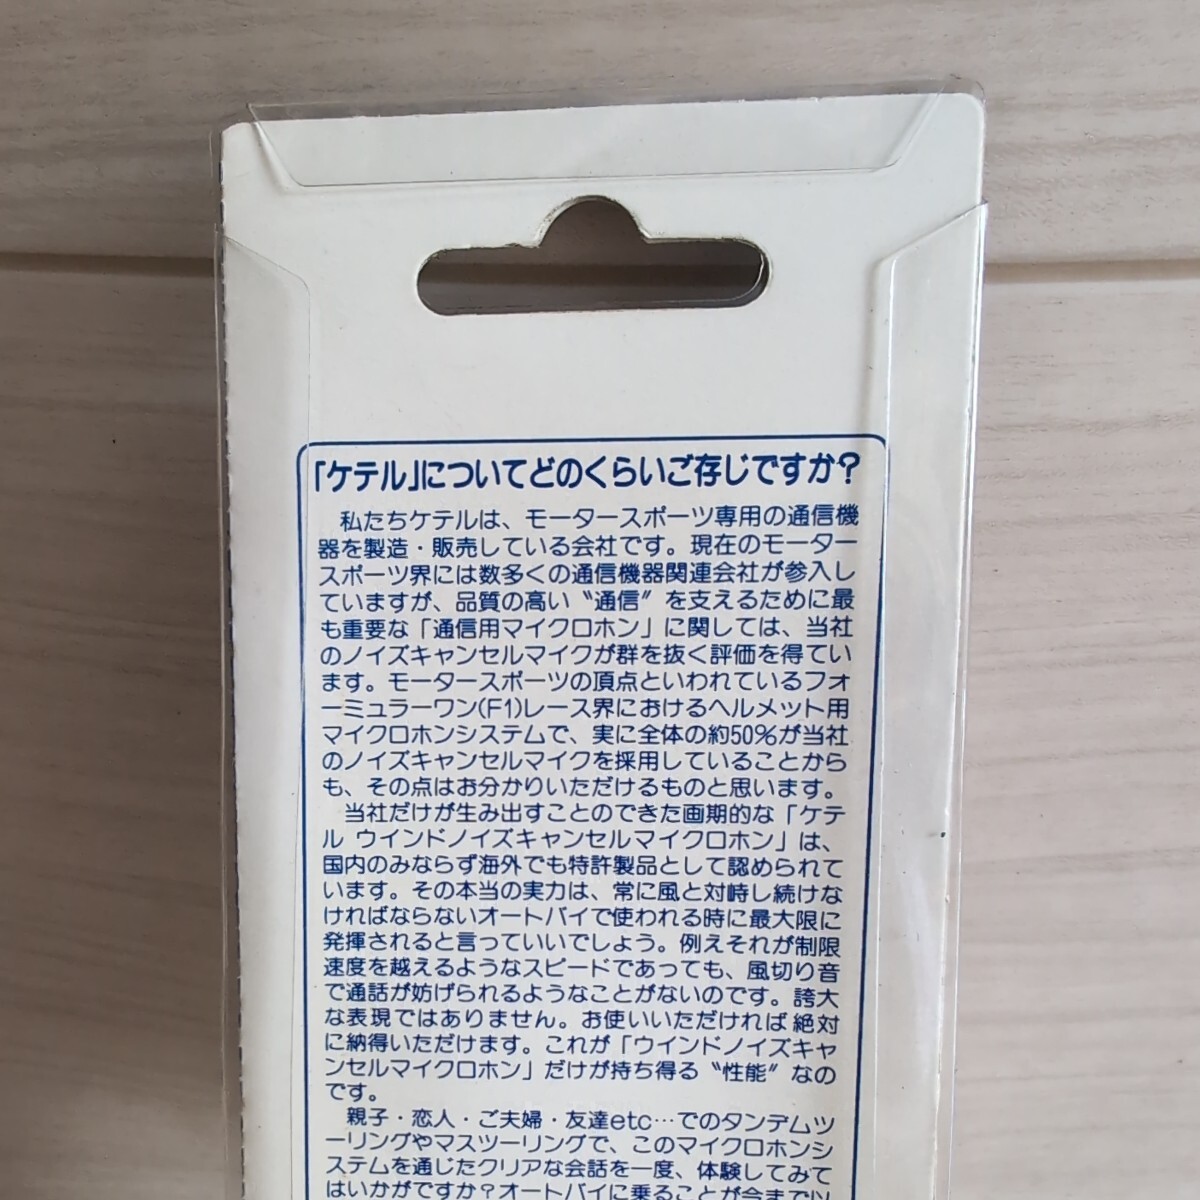 「ケテル」についてどのくらいご存じですか？
私たちケテルは、モータースポーツ専用の通信機
器を製造・販売している会社です。現在のモーター
スポーツ界には数多くの通信機器関連会社が参入し
ていますが、品質の高い〝通信〟を支えるために最
も重要な「通信用マイクロホン」に関しては、当社
のノイズキャンセルマイクが群を抜く評価を得てい
ます。モータースポーツの頂点といわれているフォ
ーミュラーワン(F1)レース界におけるヘルメット用
マイクロホンシステムで、実に全体の約50%が当社
のノイズキャンセルマイクを採用していることから
も、その点はお分かりいただけるものと思います。
当社だけが生み出すことのできた画期的な「ケテ
ル ウインドノイズキャンセルマイクロホン」は、
国内のみならず海外でも特許製品として認められて
います。その本当の実力は、常に風と対峙し続けな
ければならないオートバイで使われる時に最大限に
発揮されると言っていいでしょう。例えそれが制限
速度を越えるようなスピードであっても、風切り音
で通話が妨げられるようなことがないのです。誇大
な表現ではありません。お使いいただければ絶対
に納得いただけます。これが「ウインドノイズキャ
ンセルマイクロホン」だけが持ち得る〝性能〟なの
です。
親子・恋人・ご夫婦・友達etc…でのタンデムツ
ーリングやマスツーリングで、このマイクロホンシ
ステムを通じたクリアな会話を一度、体験してみて
はいかがですか？オートバイに乗ることが今まで以